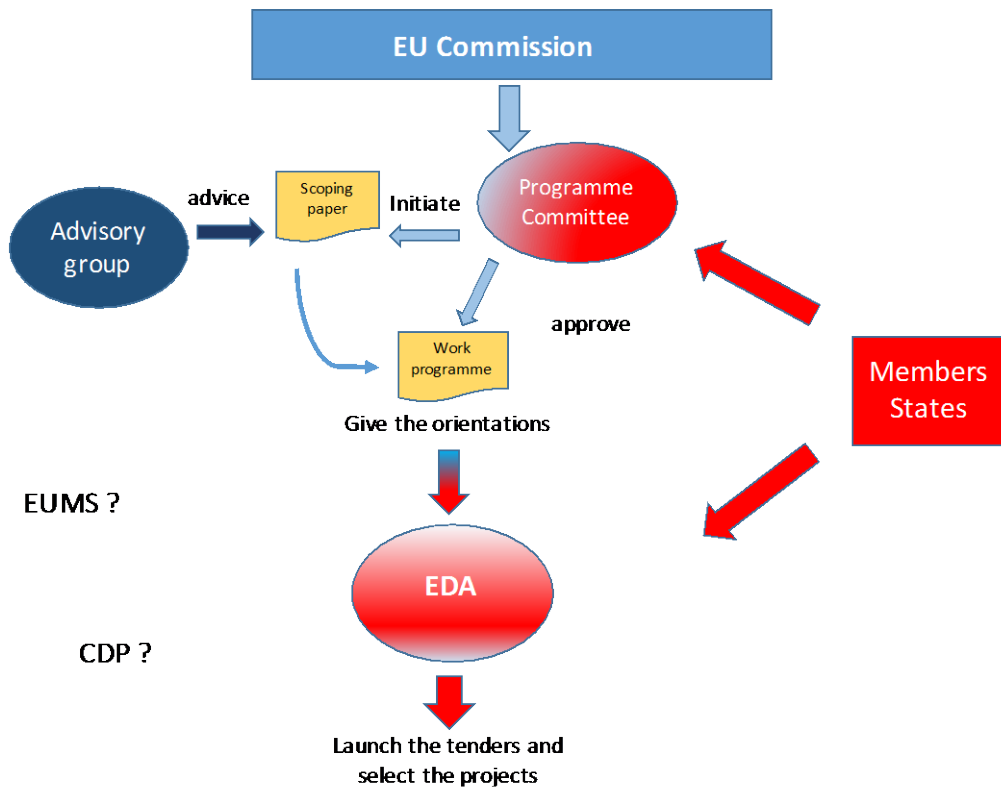 EU Commission
Programme
Committee
Scoping
paper
advice
Initiate
Advisory
group
approve
Work
programme
Members
States
Give the orientations
EUMS ?
EDA
CDP ?
Launch the tenders and
select the projects